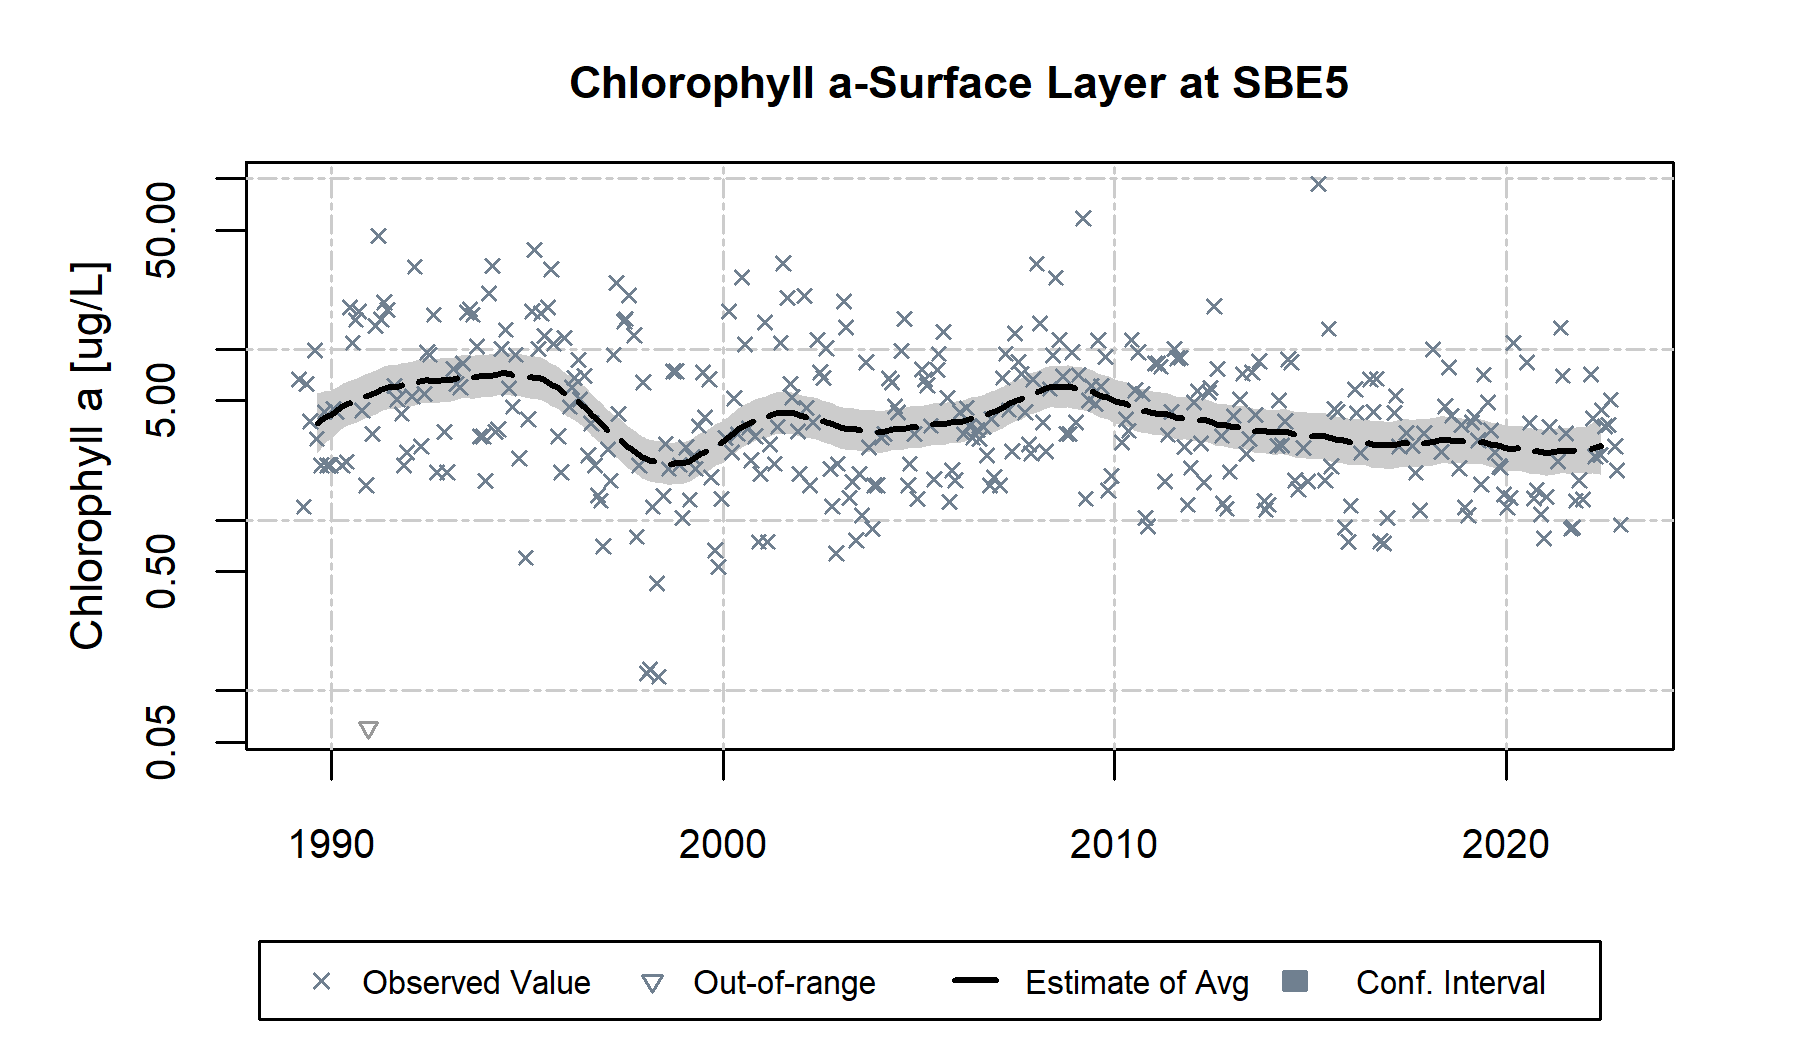 Chlorophyll a-Surface Layer at SBE5
Chlorophyll a [ug/L]
50.00
5.00
0.50
0.05
1990 2000 2010 2020
Observed Value Out-of-range Estimate of Avg Conf. Interval